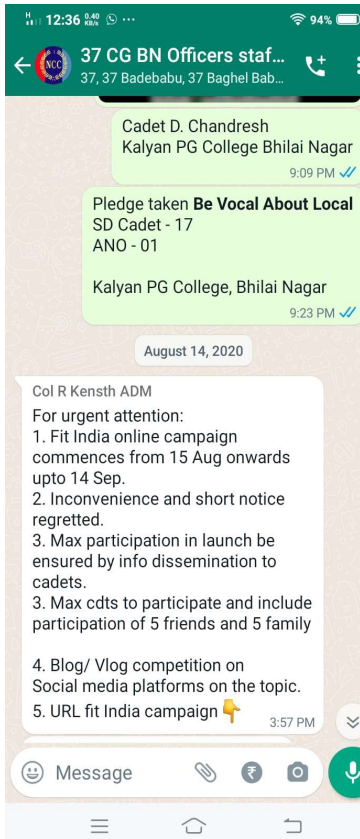 H 12:36 0.40 KB/s ... 94%
NCC
37 CG BN Officers staf...
37, 37 Badebabu, 37 Baghel Bab...
Cadet D. Chandresh
Kalyan PG College Bhilai Nagar
9:09 PM
Pledge taken Be Vocal About Local
SD Cadet - 17
ANO - 01
Kalyan PG College, Bhilai Nagar
9:23 PM
August 14, 2020
Col R Kensth ADM
For urgent attention:
1. Fit India online campaign
commences from 15 Aug onwards
upto 14 Sep.
2. Inconvenience and short notice
regretted.
3. Max participation in launch be
ensured by info dissemination to
cadets.
3. Max cdts to participate and include
participation of 5 friends and 5 family
4. Blog/ Vlog competition on
Social media platforms on the topic.
5. URL fit India campaign 👇
3:57 PM
Message
₹